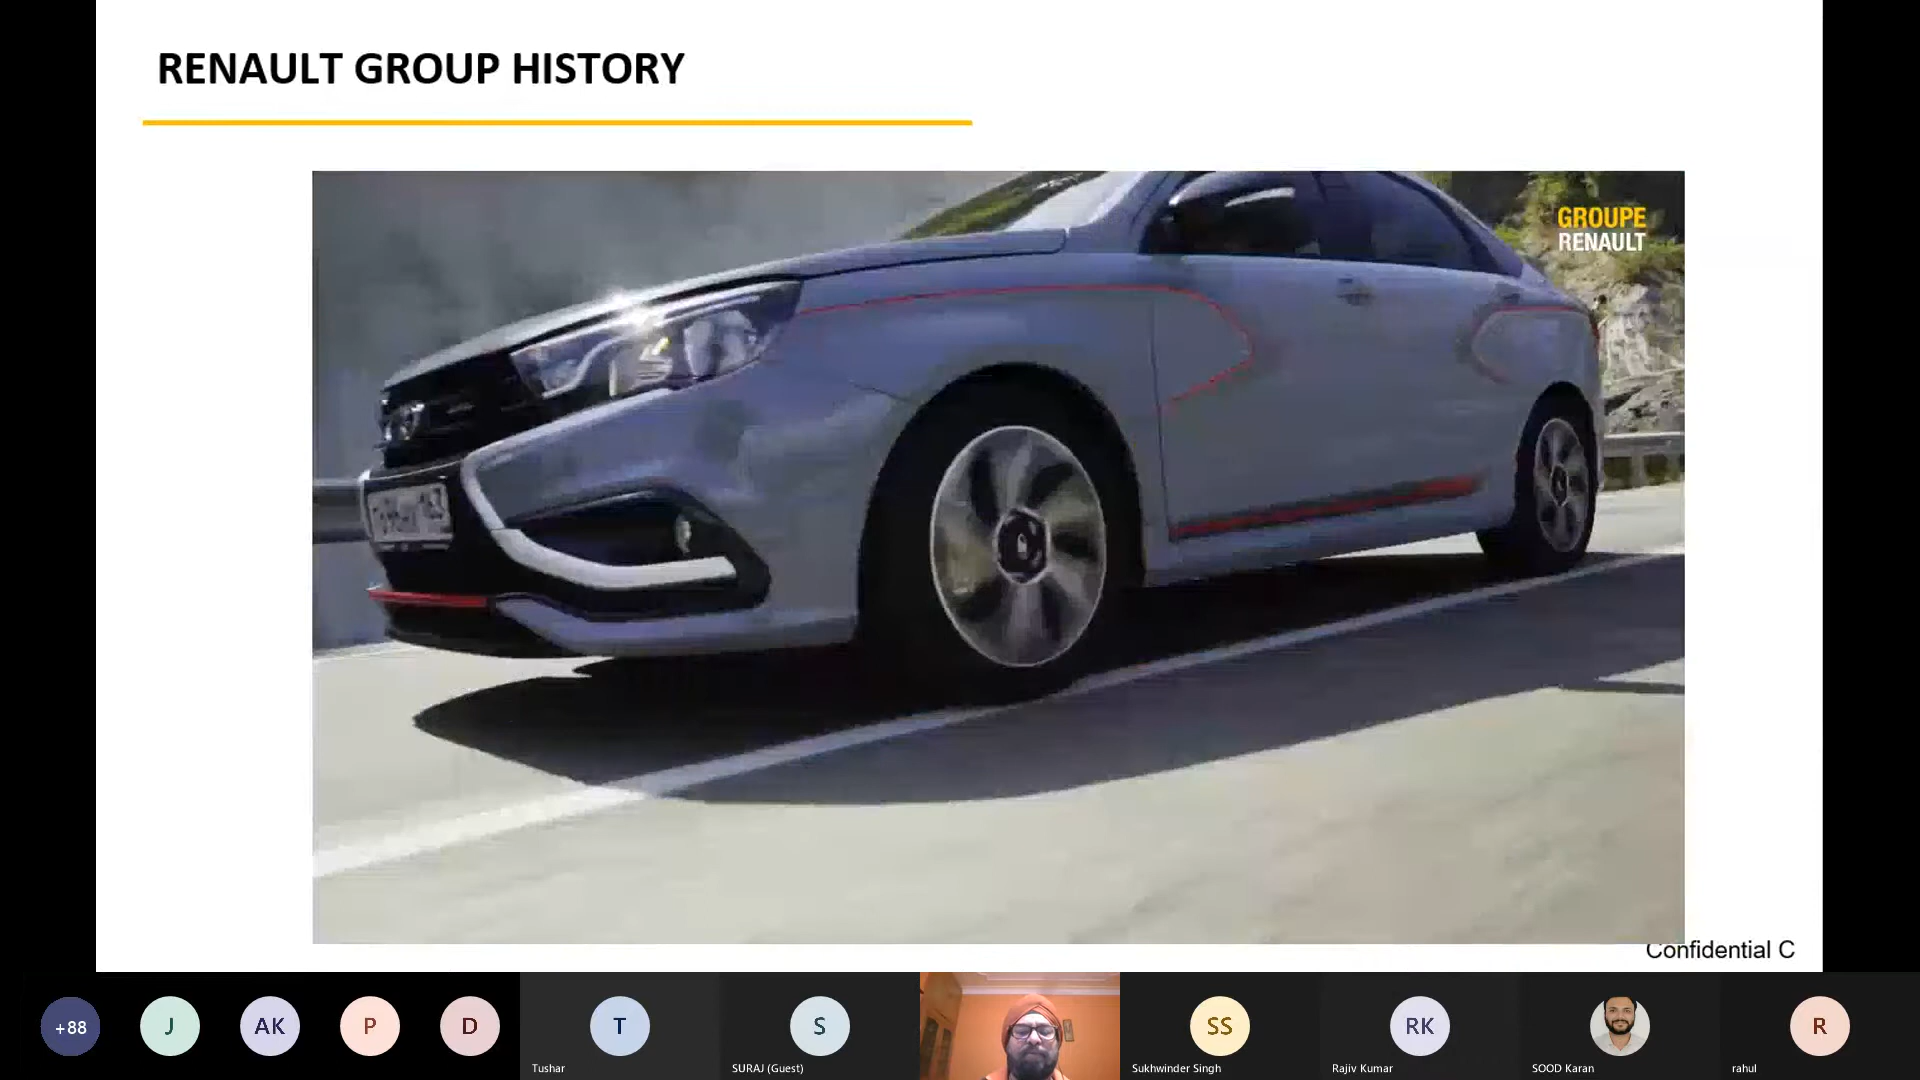 RENAULT GROUP HISTORY
GROUPE
RENAULT
Confidential C
+88
J
AK
P
D
T
S
SS
RK
R
Tushar
SURAJ (Guest)
Sukhwinder Singh
Rajiv Kumar
SOOD Karan
rahul